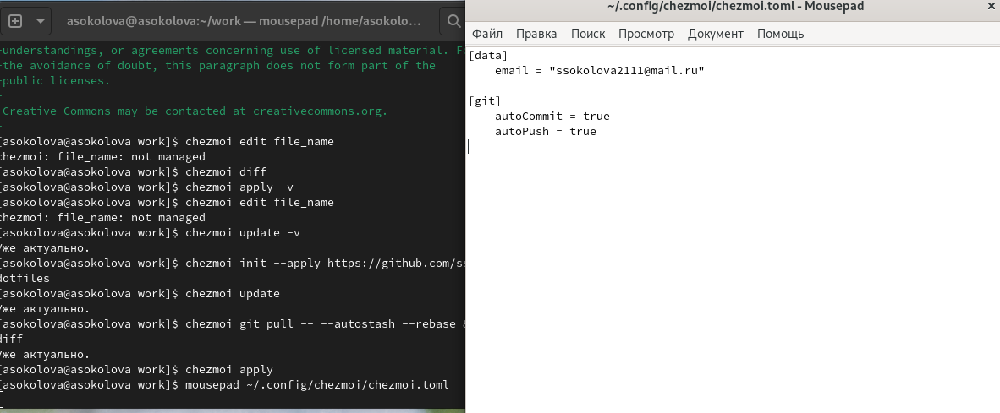 asokolova@asokolova:~/work — mousepad /home/asokolo...
-understandings, or agreements concerning use of licensed material. Fo
-the avoidance of doubt, this paragraph does not form part of the
-public licenses.
-
-Creative Commons may be contacted at creativecommons.org.
-
[asokolova@asokolova work]$ chezmoi edit file_name
chezmoi: file_name: not managed
[asokolova@asokolova work]$ chezmoi diff
[asokolova@asokolova work]$ chezmoi apply -v
[asokolova@asokolova work]$ chezmoi edit file_name
chezmoi: file_name: not managed
[asokolova@asokolova work]$ chezmoi update -v
Уже актуально.
[asokolova@asokolova work]$ chezmoi init --apply https://github.com/ss
dotfiles
[asokolova@asokolova work]$ chezmoi update
Уже актуально.
[asokolova@asokolova work]$ chezmoi git pull -- --autostash --rebase &
diff
Уже актуально.
[asokolova@asokolova work]$ chezmoi apply
[asokolova@asokolova work]$ mousepad ~/.config/chezmoi/chezmoi.toml
~/.config/chezmoi/chezmoi.toml - Mousepad
Файл Правка Поиск Просмотр Документ Помощь
[data]
    email = "ssokolova2111@mail.ru"
[git]
    autoCommit = true
    autoPush = true